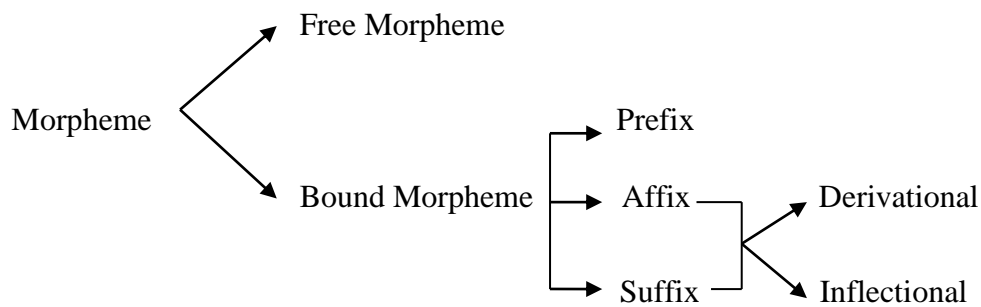 Free Morpheme
Morpheme
Prefix
Bound Morpheme
Affix
Derivational
Suffix
Inflectional